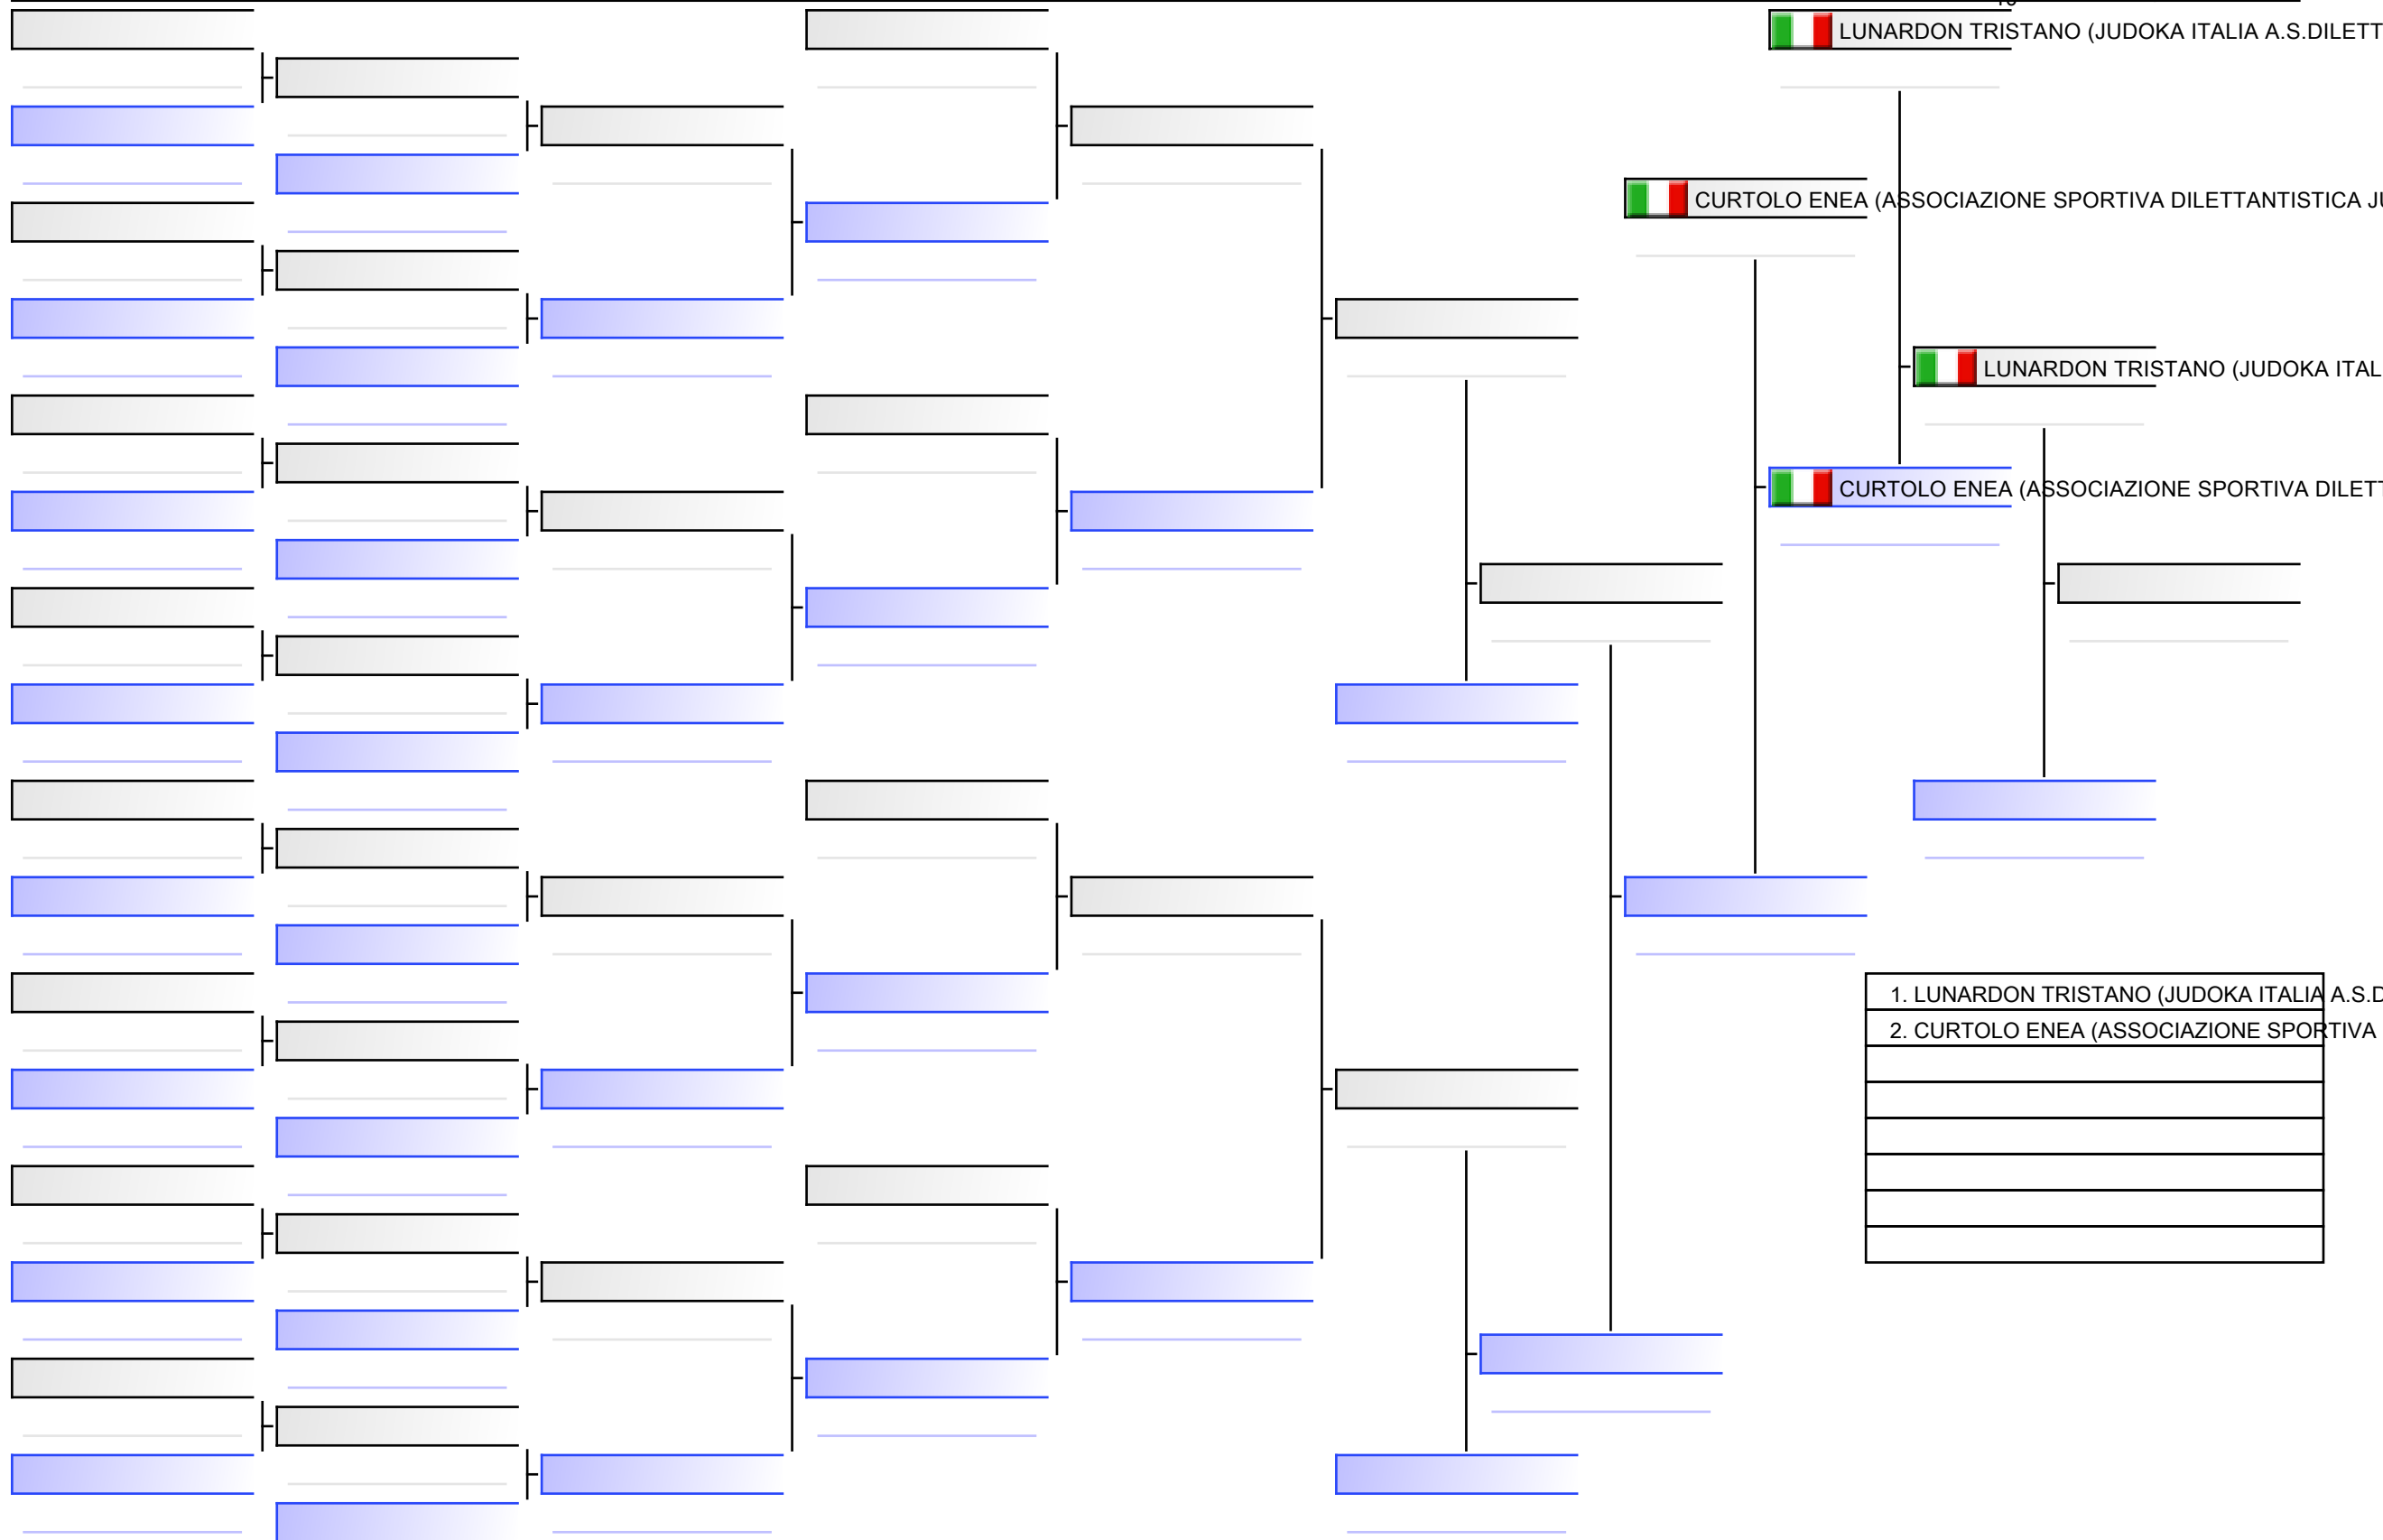 LUNARDON TRISTANO (JUDOKA ITALIA A.S.DILETT
CURTOLO ENEA (ASSOCIAZIONE SPORTIVA DILETTANTISTICA JU
LUNARDON TRISTANO (JUDOKA ITAL
CURTOLO ENEA (ASSOCIAZIONE SPORTIVA DILETT
1. LUNARDON TRISTANO (JUDOKA ITALIA A.S.D
2. CURTOLO ENEA (ASSOCIAZIONE SPORTIVA